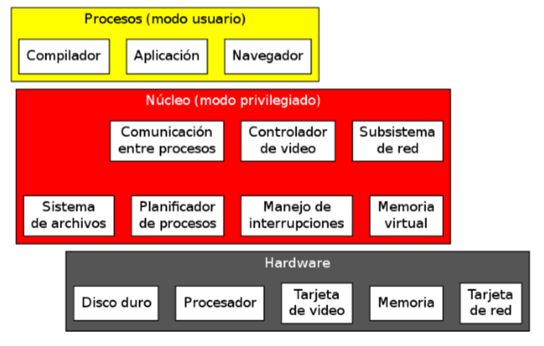 Procesos (modo usuario)
Compilador Aplicación Navegador
Núcleo (modo privilegiado)
Comunicación Controlador Subsistema
entre procesos de video de red
Sistema Planificador Manejo de Memoria
de archivos de procesos interrupciones virtual
Hardware
Disco duro Procesador Tarjeta de video Memoria Tarjeta de red